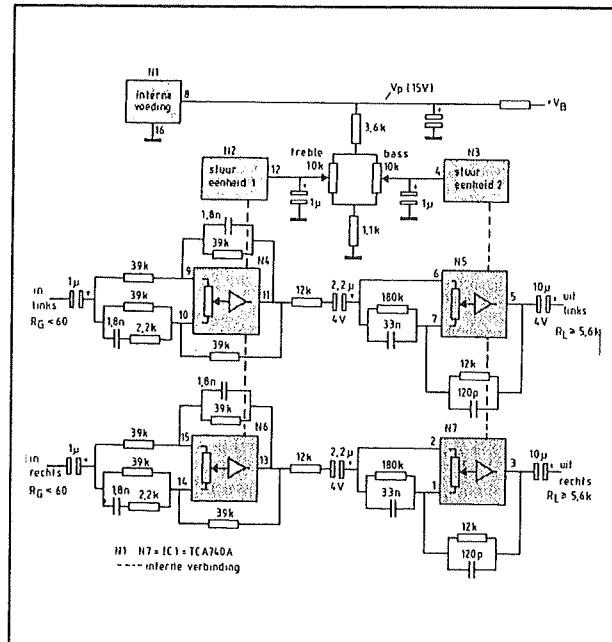 N1
interne
voeding
8
16
Vp (15V)
+VB
3,6k
N2
treble
bass
N3
stuur
eenheid 1
12
10k
10k
4
stuur
eenheid 2
1µ
1µ
1,1k
1,8n
39k
N4
39k
9
in
links
1µ
39k
10
11
12k
2,2µ
4V
RG < 60
1,8n
2,2k
39k
N5
6
180k
7
33n
5
10µ
4V
uit
links
RL ≥ 5,6k
12k
120p
1,8n
39k
N6
39k
15
in
rechts
1µ
39k
14
13
12k
2,2µ
4V
RG < 60
1,8n
2,2k
39k
N7
2
180k
1
33n
3
10µ
4V
uit
rechts
RL ≥ 5,6k
12k
120p
N1 N7 = IC1 = TCA740A
---- interne verbinding